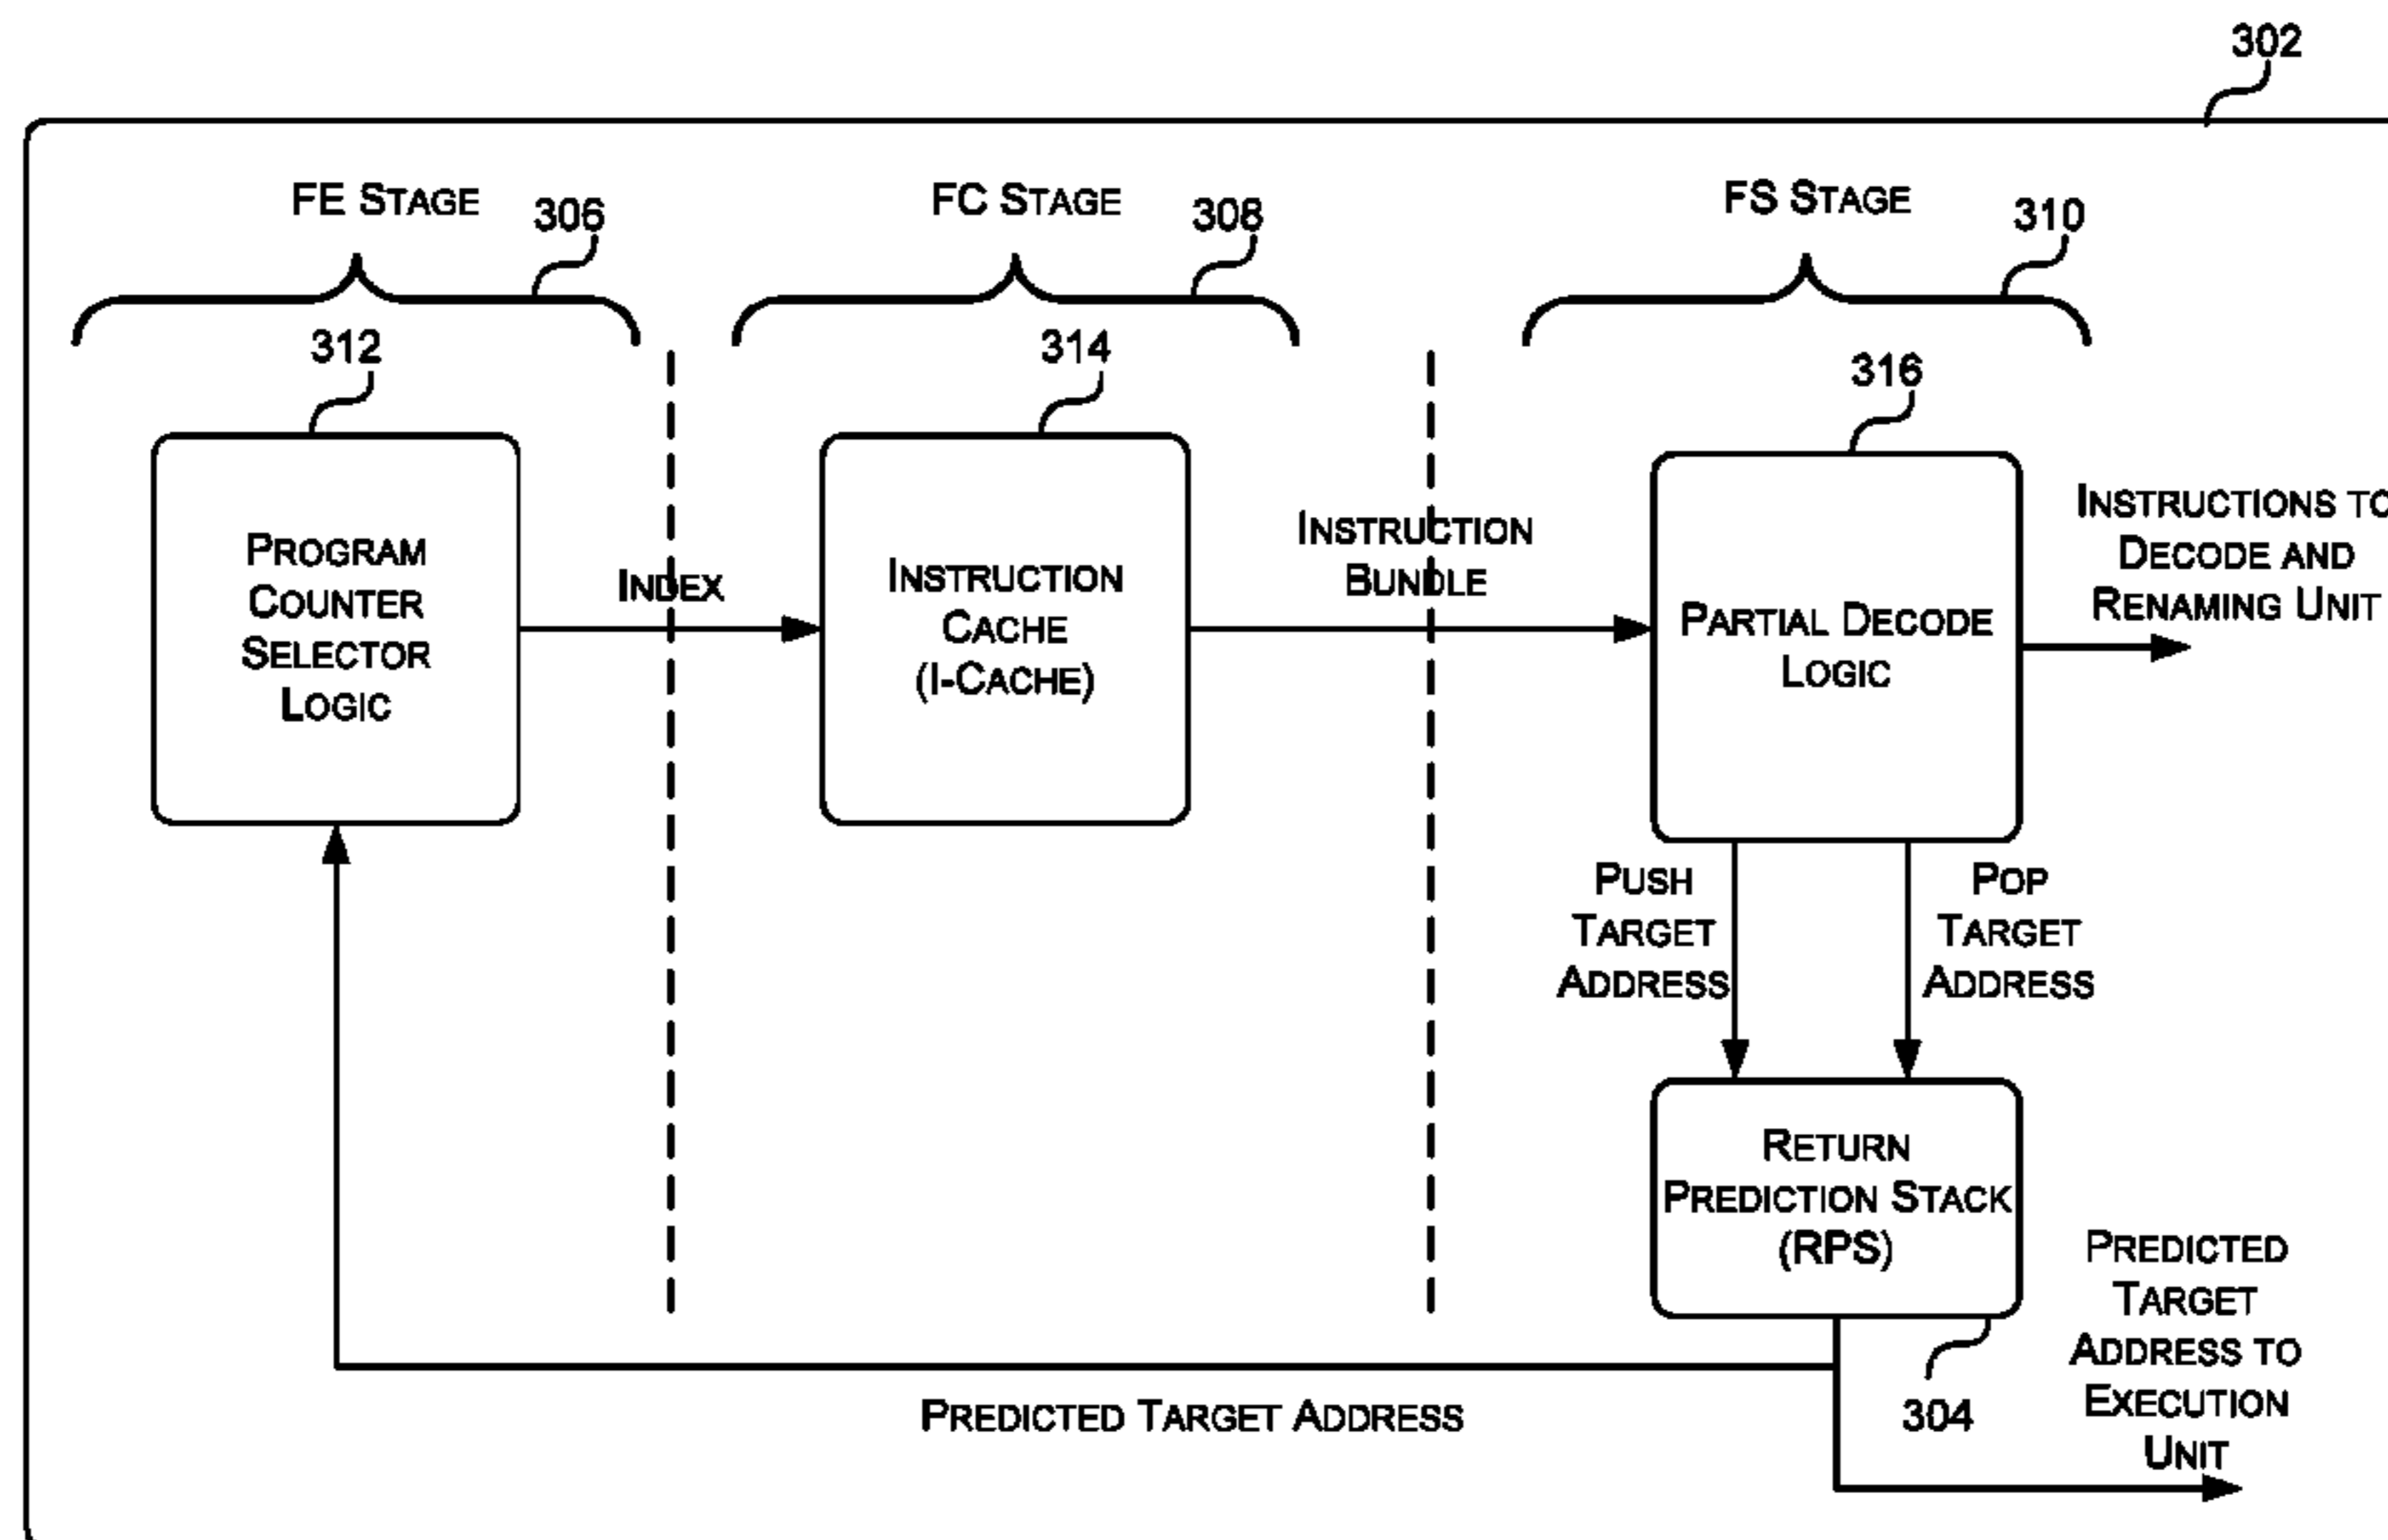 302
FE STAGE
306
FC STAGE
308
FS STAGE
310
312
314
316
PROGRAM
COUNTER
SELECTOR
LOGIC
INDEX
INSTRUCTION
CACHE
(I-CACHE)
INSTRUCTION
BUNDLE
PARTIAL DECODE
LOGIC
INSTRUCTIONS TO
DECODE AND
RENAMING UNIT
PUSH
TARGET
ADDRESS
POP
TARGET
ADDRESS
RETURN
PREDICTION STACK
(RPS)
304
PREDICTED TARGET ADDRESS
PREDICTED
TARGET
ADDRESS TO
EXECUTION
UNIT